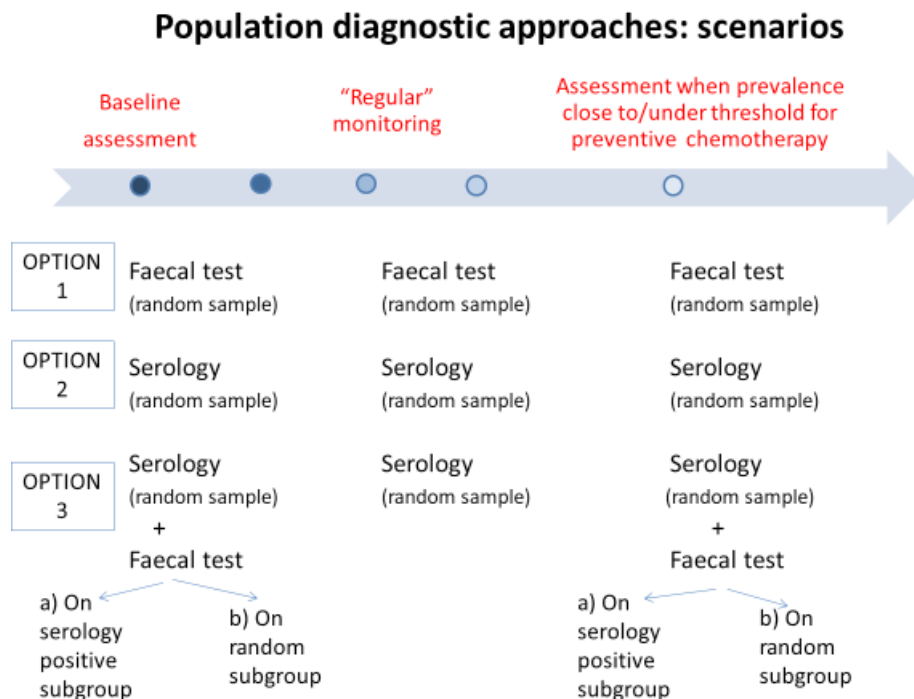 Population diagnostic approaches: scenarios
Baseline
assessment
“Regular”
monitoring
Assessment when prevalence
close to/under threshold for
preventive chemotherapy
OPTION
1
Faecal test
(random sample)
Faecal test
(random sample)
Faecal test
(random sample)
OPTION
2
Serology
(random sample)
Serology
(random sample)
Serology
(random sample)
OPTION
3
Serology
(random sample)
+
Faecal test
Serology
(random sample)
Serology
(random sample)
+
Faecal test
a) On
serology
positive
subgroup
b) On
random
subgroup
a) On
serology
positive
subgroup
b) On
random
subgroup